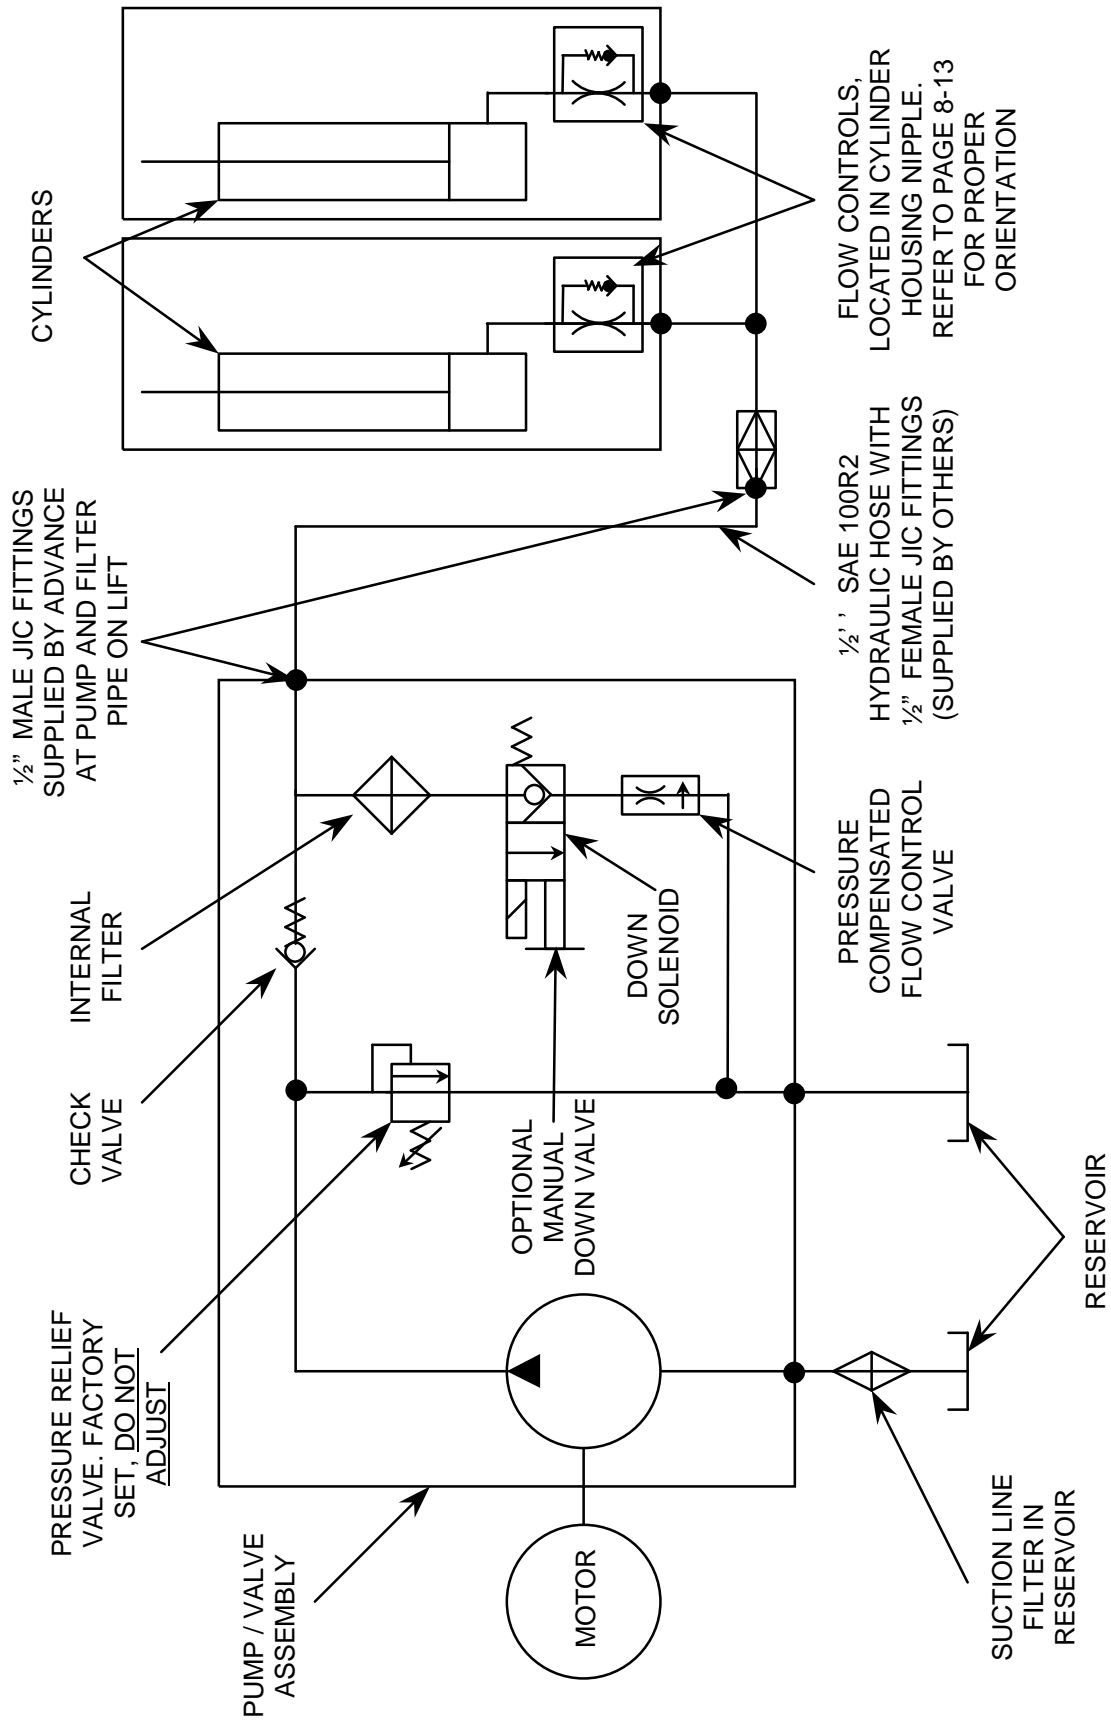 PRESSURE RELIEF
VALVE. FACTORY
SET, DO NOT
ADJUST
CHECK
VALVE
INTERNAL
FILTER
½” MALE JIC FITTINGS
SUPPLIED BY ADVANCE
AT PUMP AND FILTER
PIPE ON LIFT
CYLINDERS
PUMP / VALVE
ASSEMBLY
MOTOR
OPTIONAL
MANUAL
DOWN VALVE
DOWN
SOLENOID
PRESSURE
COMPENSATED
FLOW CONTROL
VALVE
½' ' SAE 100R2
HYDRAULIC HOSE WITH
½” FEMALE JIC FITTINGS
(SUPPLIED BY OTHERS)
FLOW CONTROLS,
LOCATED IN CYLINDER
HOUSING NIPPLE.
REFER TO PAGE 8-13
FOR PROPER
ORIENTATION
SUCTION LINE
FILTER IN
RESERVOIR
RESERVOIR